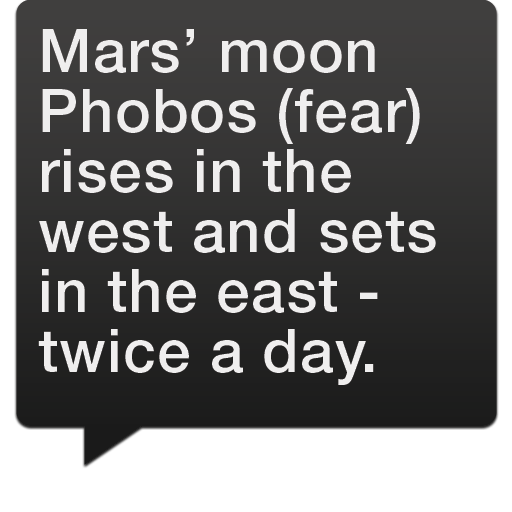 Mars’ moon
Phobos (fear)
rises in the
west and sets
in the east -
twice a day.